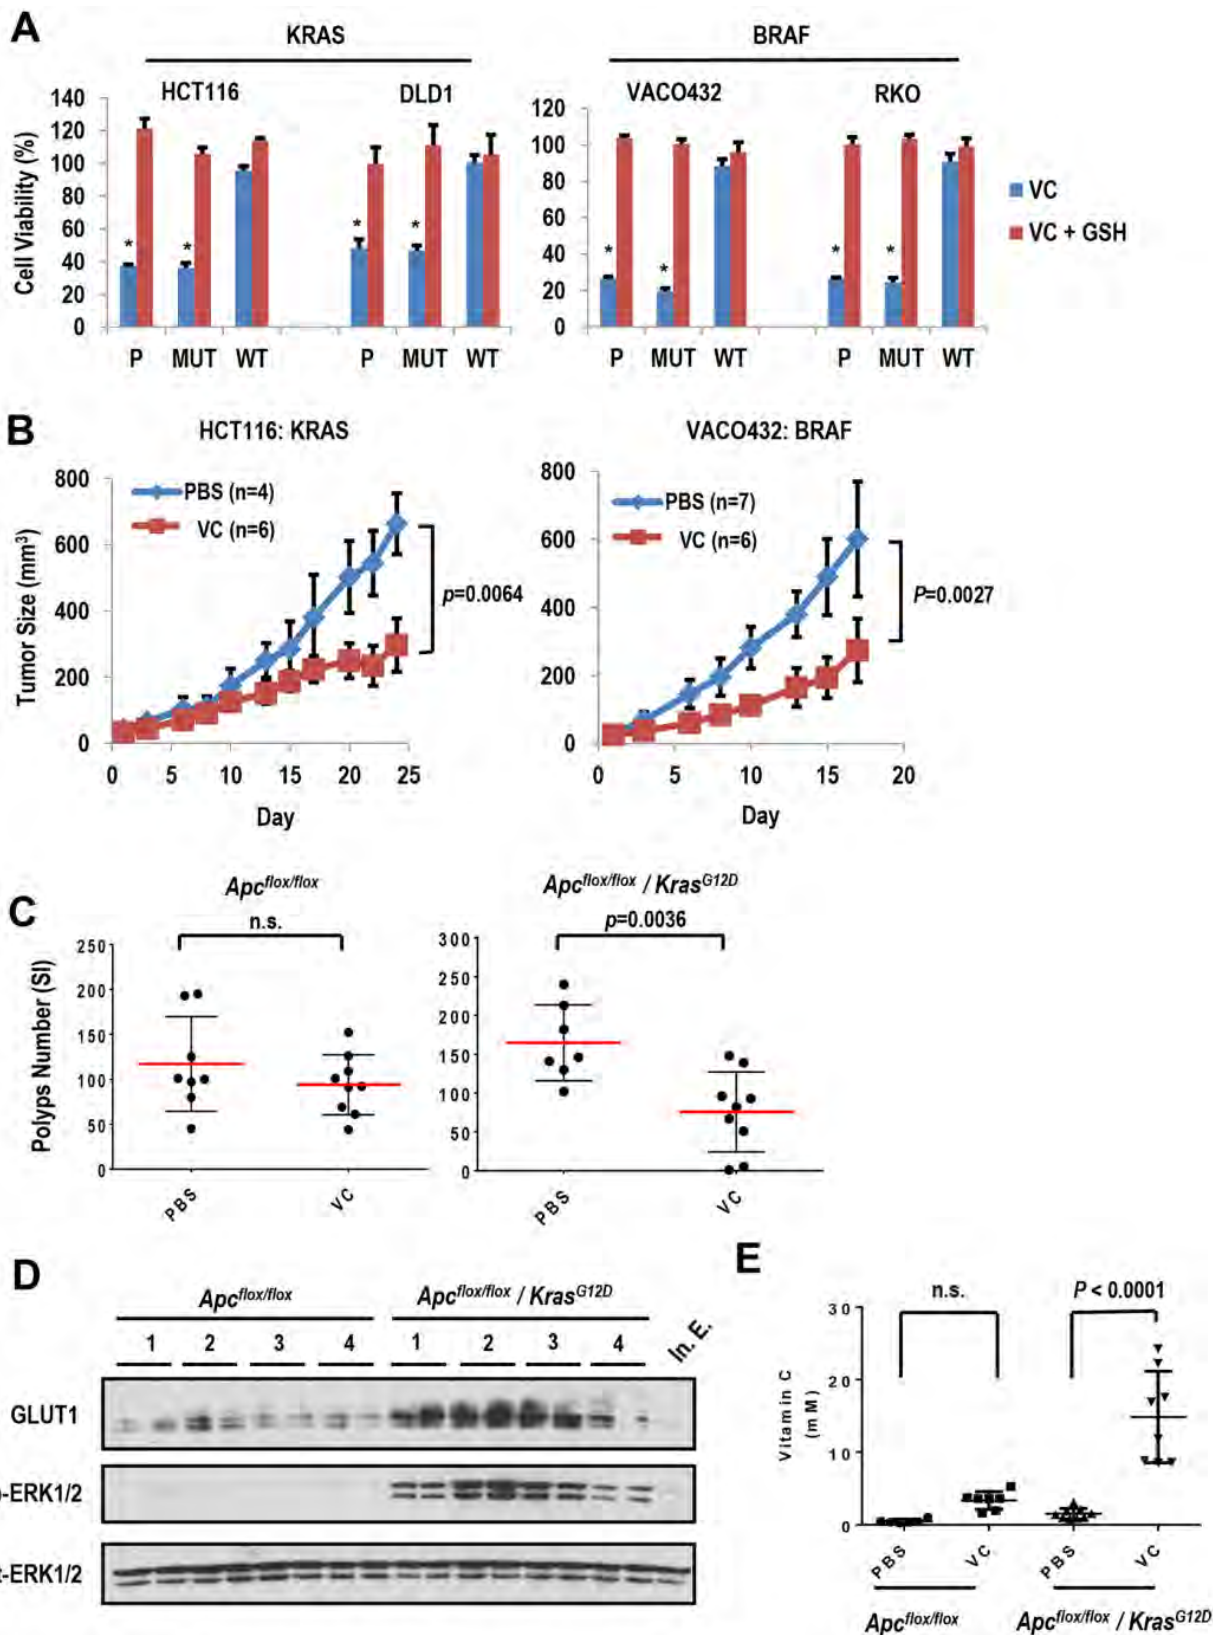 A
KRAS
BRAF
HCT116
DLD1
VACO432
RKO
Cell Viability (%)
140
120
100
80
60
40
20
0
* * * *
P MUT WT P MUT WT
120
100
80
60
40
20
0
* * * *
P MUT WT P MUT WT
VC
VC + GSH
B
HCT116: KRAS
VACO432: BRAF
Tumor Size (mm³)
800
600
400
200
0
PBS (n=4)
VC (n=6)
p=0.0064
0 5 10 15 20 25
Day
800
600
400
200
0
PBS (n=7)
VC (n=6)
P=0.0027
0 5 10 15 20
Day
C
Apcflox/flox
n.s.
Polyps Number (SI)
250
200
150
100
50
0
PBS VC
Apcflox/flox / KrasG12D
p=0.0036
300
250
200
150
100
50
0
PBS VC
D
Apcflox/flox
Apcflox/flox / KrasG12D
1 2 3 4 1 2 3 4 In. E.
GLUT1
-ERK1/2
t-ERK1/2
E
n.s.
P < 0.0001
Vitamin C
(mM)
30
20
10
0
PBS VC PBS VC
Apcflox/flox
Apcflox/flox / KrasG12D